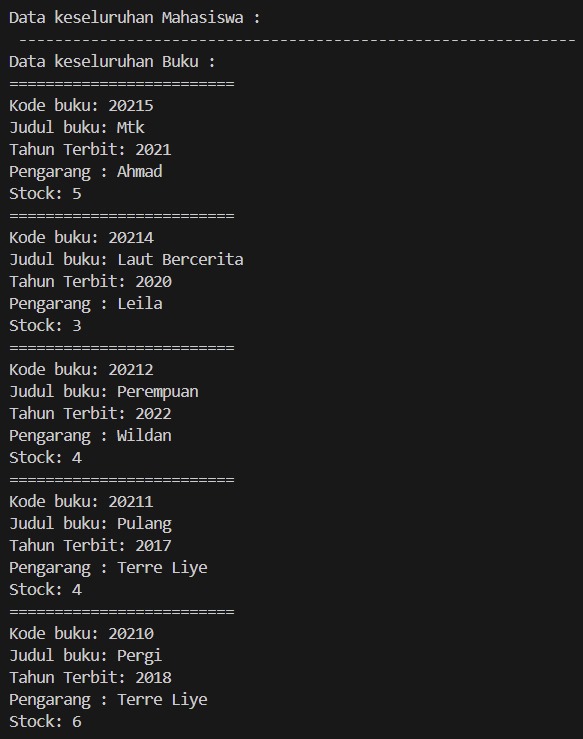 Data keseluruhan Mahasiswa :
--------------------------------------------------------------
Data keseluruhan Buku :
=========================
Kode buku: 20215
Judul buku: Mtk
Tahun Terbit: 2021
Pengarang : Ahmad
Stock: 5
=========================
Kode buku: 20214
Judul buku: Laut Bercerita
Tahun Terbit: 2020
Pengarang : Leila
Stock: 3
=========================
Kode buku: 20212
Judul buku: Perempuan
Tahun Terbit: 2022
Pengarang : Wildan
Stock: 4
=========================
Kode buku: 20211
Judul buku: Pulang
Tahun Terbit: 2017
Pengarang : Terre Liye
Stock: 4
=========================
Kode buku: 20210
Judul buku: Pergi
Tahun Terbit: 2018
Pengarang : Terre Liye
Stock: 6